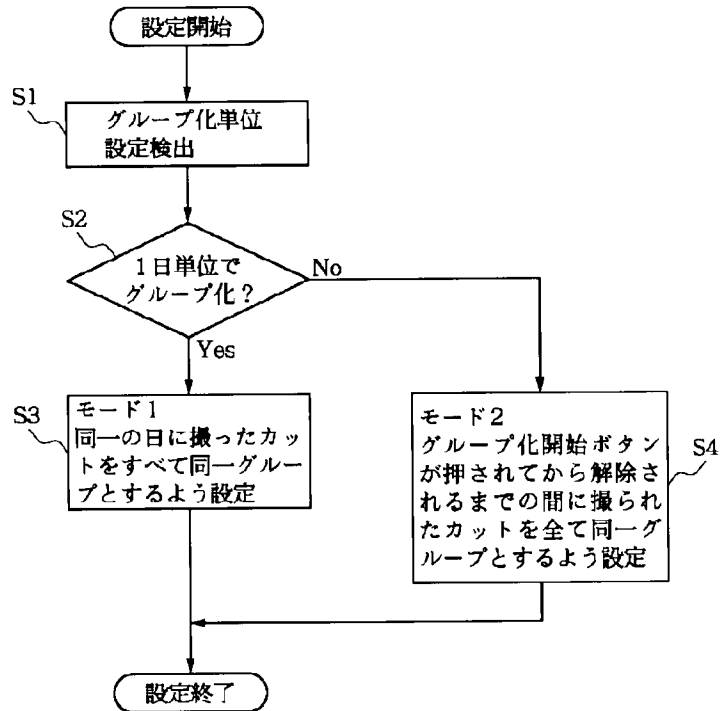 設定開始
S1
グループ化単位
設定検出
S2
1日単位で
グループ化?
No
Yes
S3
モード1
同一の日に撮ったカッ
トをすべて同一グルー
プとするよう設定
モード2
グループ化開始ボタン
が押されてから解除さ
れるまでの間に撮られ
たカットを全て同一グ
ループとするよう設定
S4
設定終了